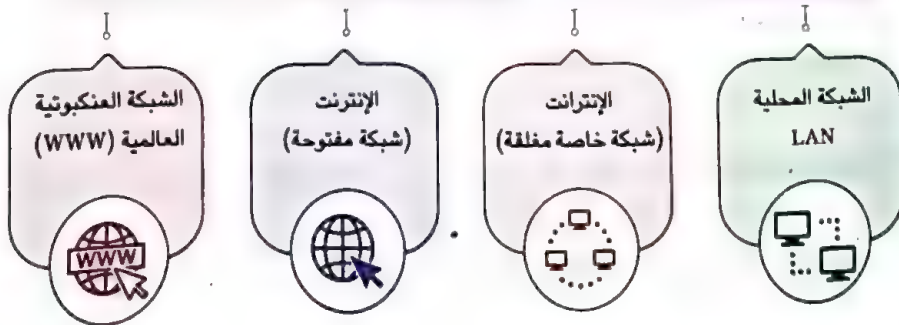 الشبكة المحلية
LAN
الإنترانت
(شبكة خاصة مغلقة)
الإنترنت
(شبكة مفتوحة)
الشبكة العنكبوتية
العالمية (WWW)
WWW